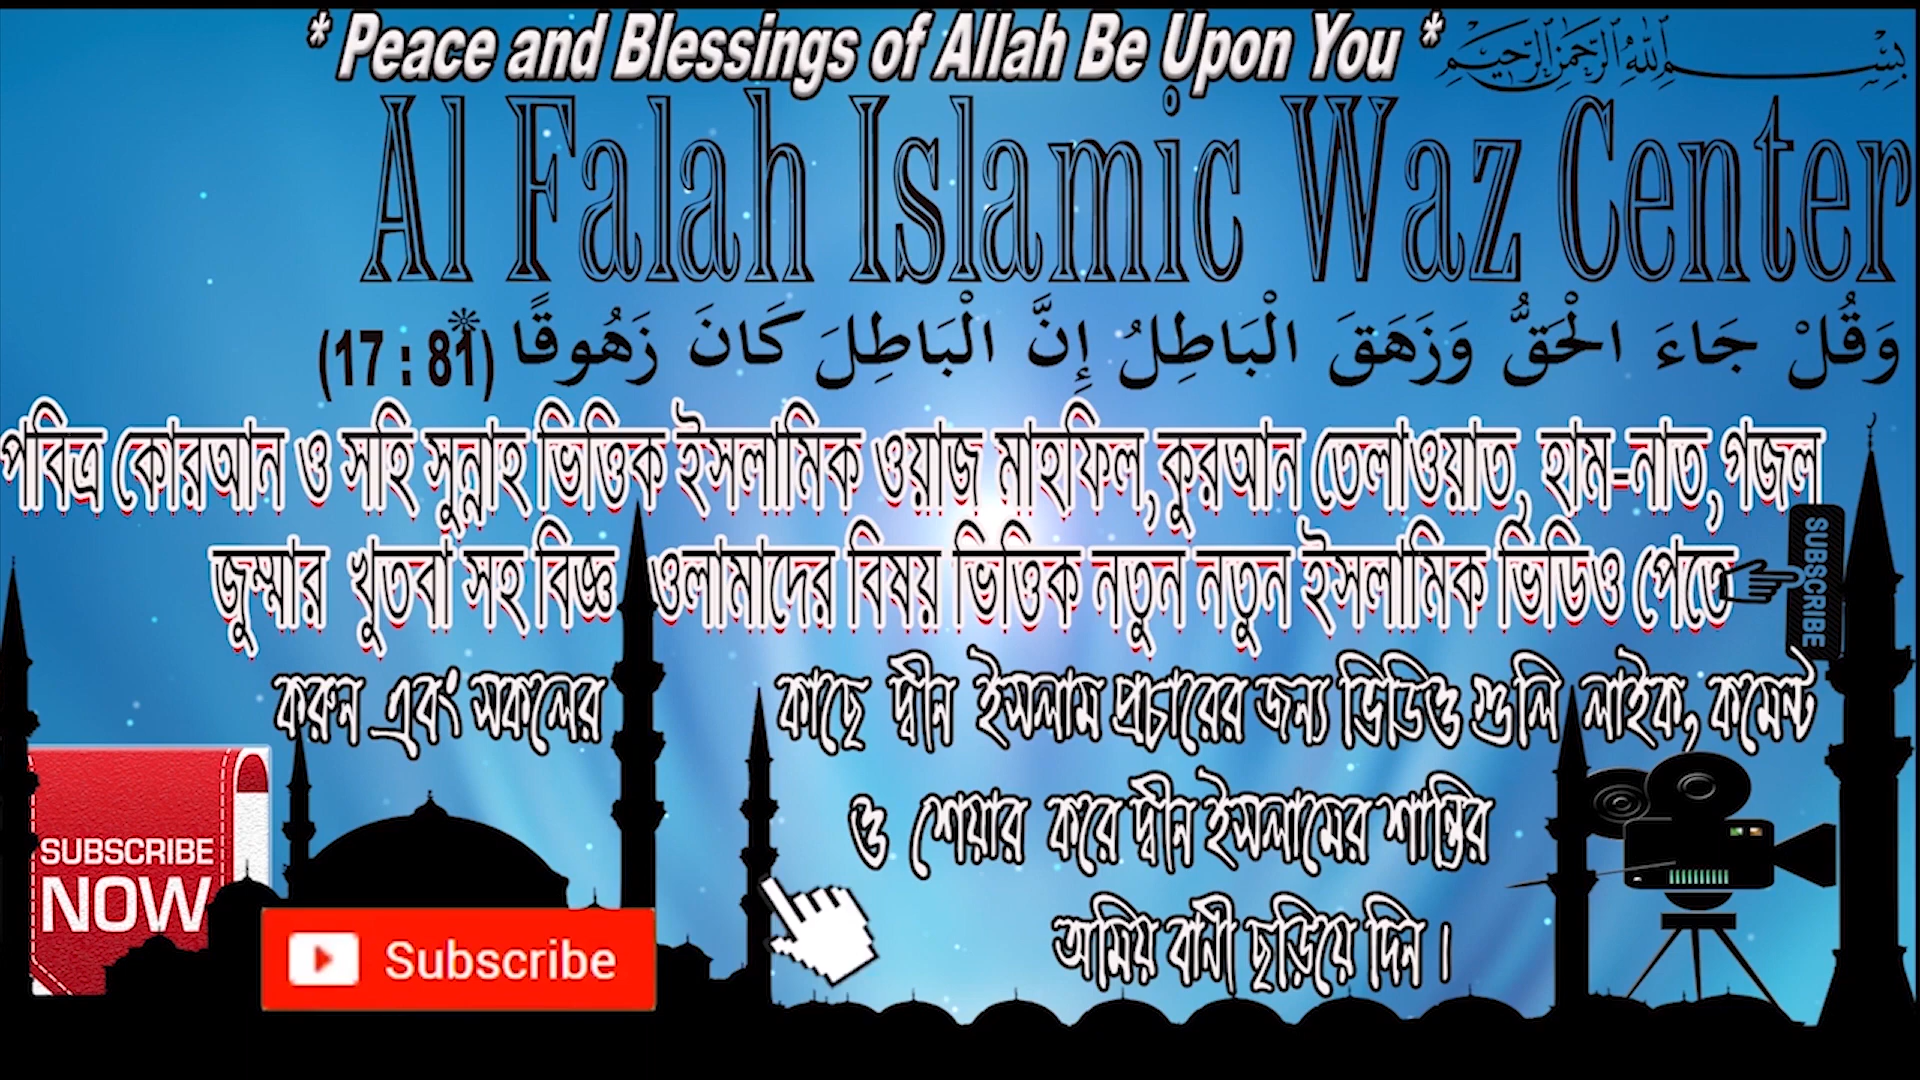 * Peace and Blessings of Allah Be Upon You *
بِسْمِ اللهِ الرَّحْمٰنِ الرَّحِيْمِ
Al Falah Islamic Waz Center
وَقُلْ جَاءَ الْحَقُّ وَزَهَقَ الْبَاطِلُ إِنَّ الْبَاطِلَ كَانَ زَهُوقًا (17 : 81)
পবিত্র কোরআন ও সহি সুন্নাহ ভিত্তিক ইসলামিক ওয়াজ মাহফিল, কুরআন তেলাওয়াত, হাম-নাত, গজল
জুম্মার খুতবা সহ বিজ্ঞ ওলামাদের বিষয় ভিত্তিক নতুন নতুন ইসলামিক ভিডিও পেতে
SUBSCRIBE
করুন এবং সকলের কাছে দ্বীন ইসলাম প্রচারের জন্য ভিডিও গুলি লাইক, কমেন্ট
ও শেয়ার করে দ্বীন ইসলামের শান্তির
অমিয় বানী ছড়িয়ে দিন ।
SUBSCRIBE
NOW
Subscribe